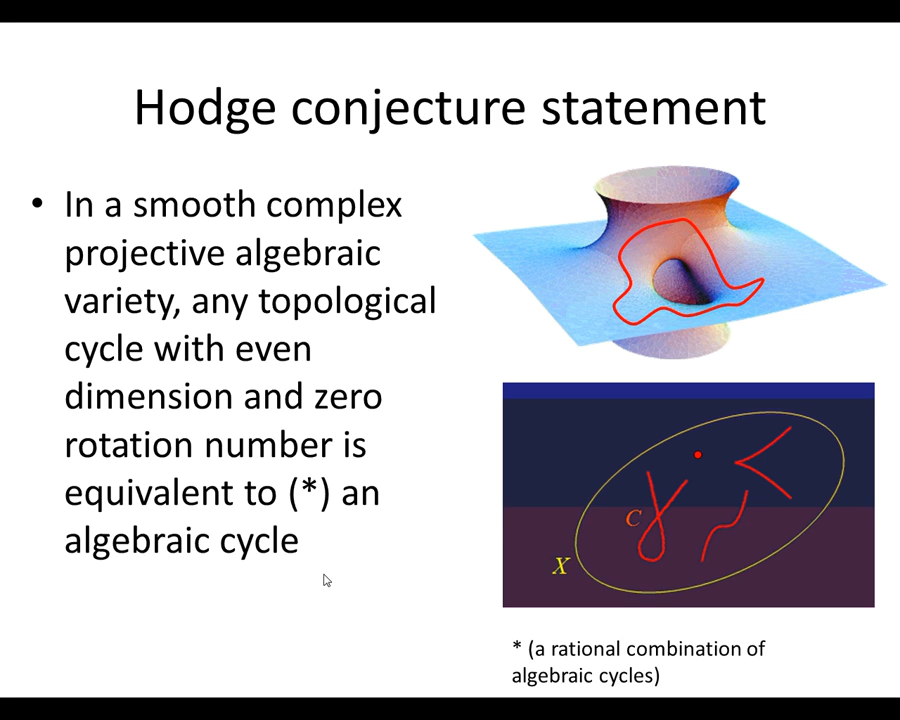 Hodge conjecture statement
• In a smooth complex
projective algebraic
variety, any topological
cycle with even
dimension and zero
rotation number is
equivalent to (*) an
algebraic cycle
C
X
* (a rational combination of
algebraic cycles)